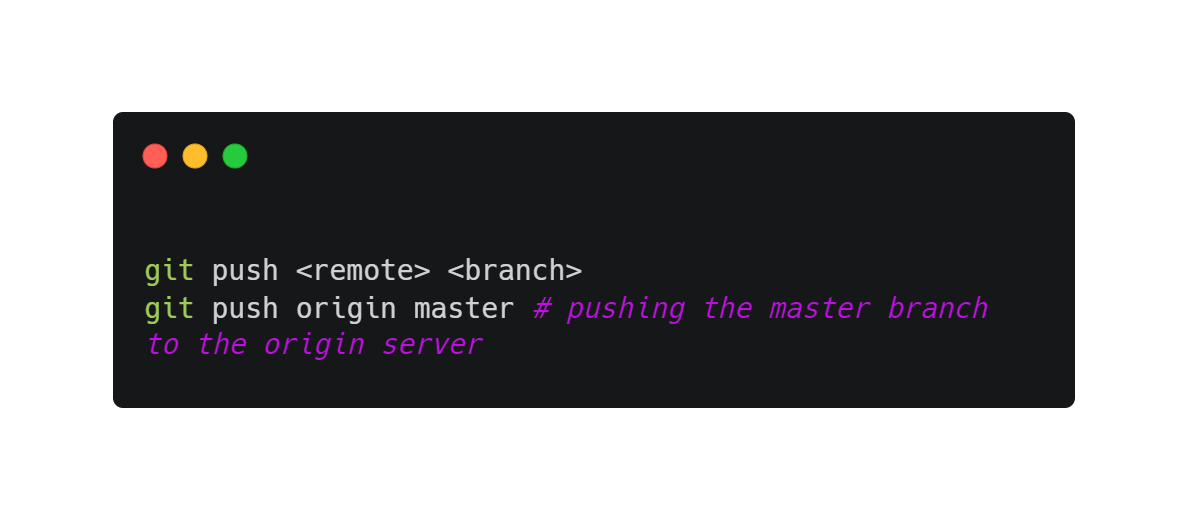 git push <remote> <branch>
git push origin master # pushing the master branch
to the origin server